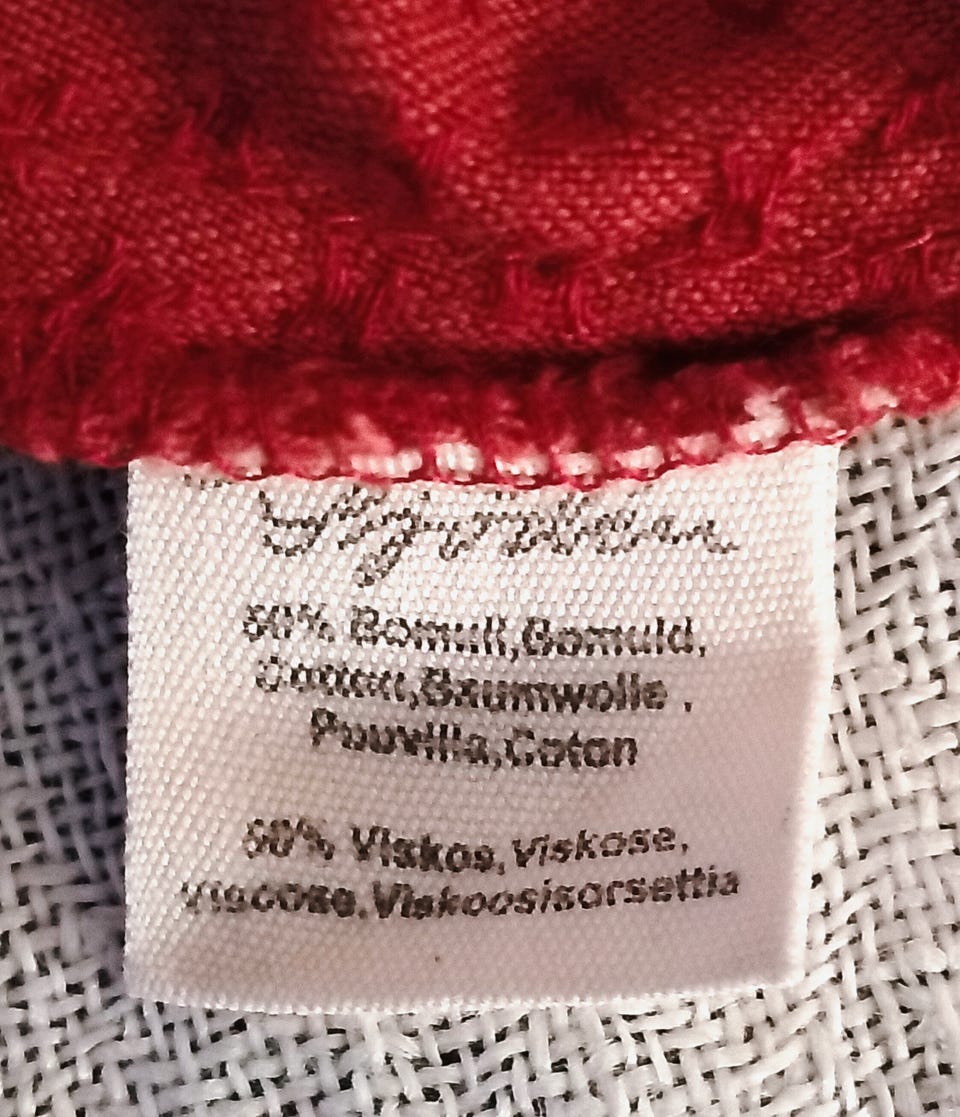 50% Bomull,Bomuld,
Cotton,Baumwolle,
Puuvilla,Coton
50% Viskos,Viskose,
Viscose,Viskoosisorsettia